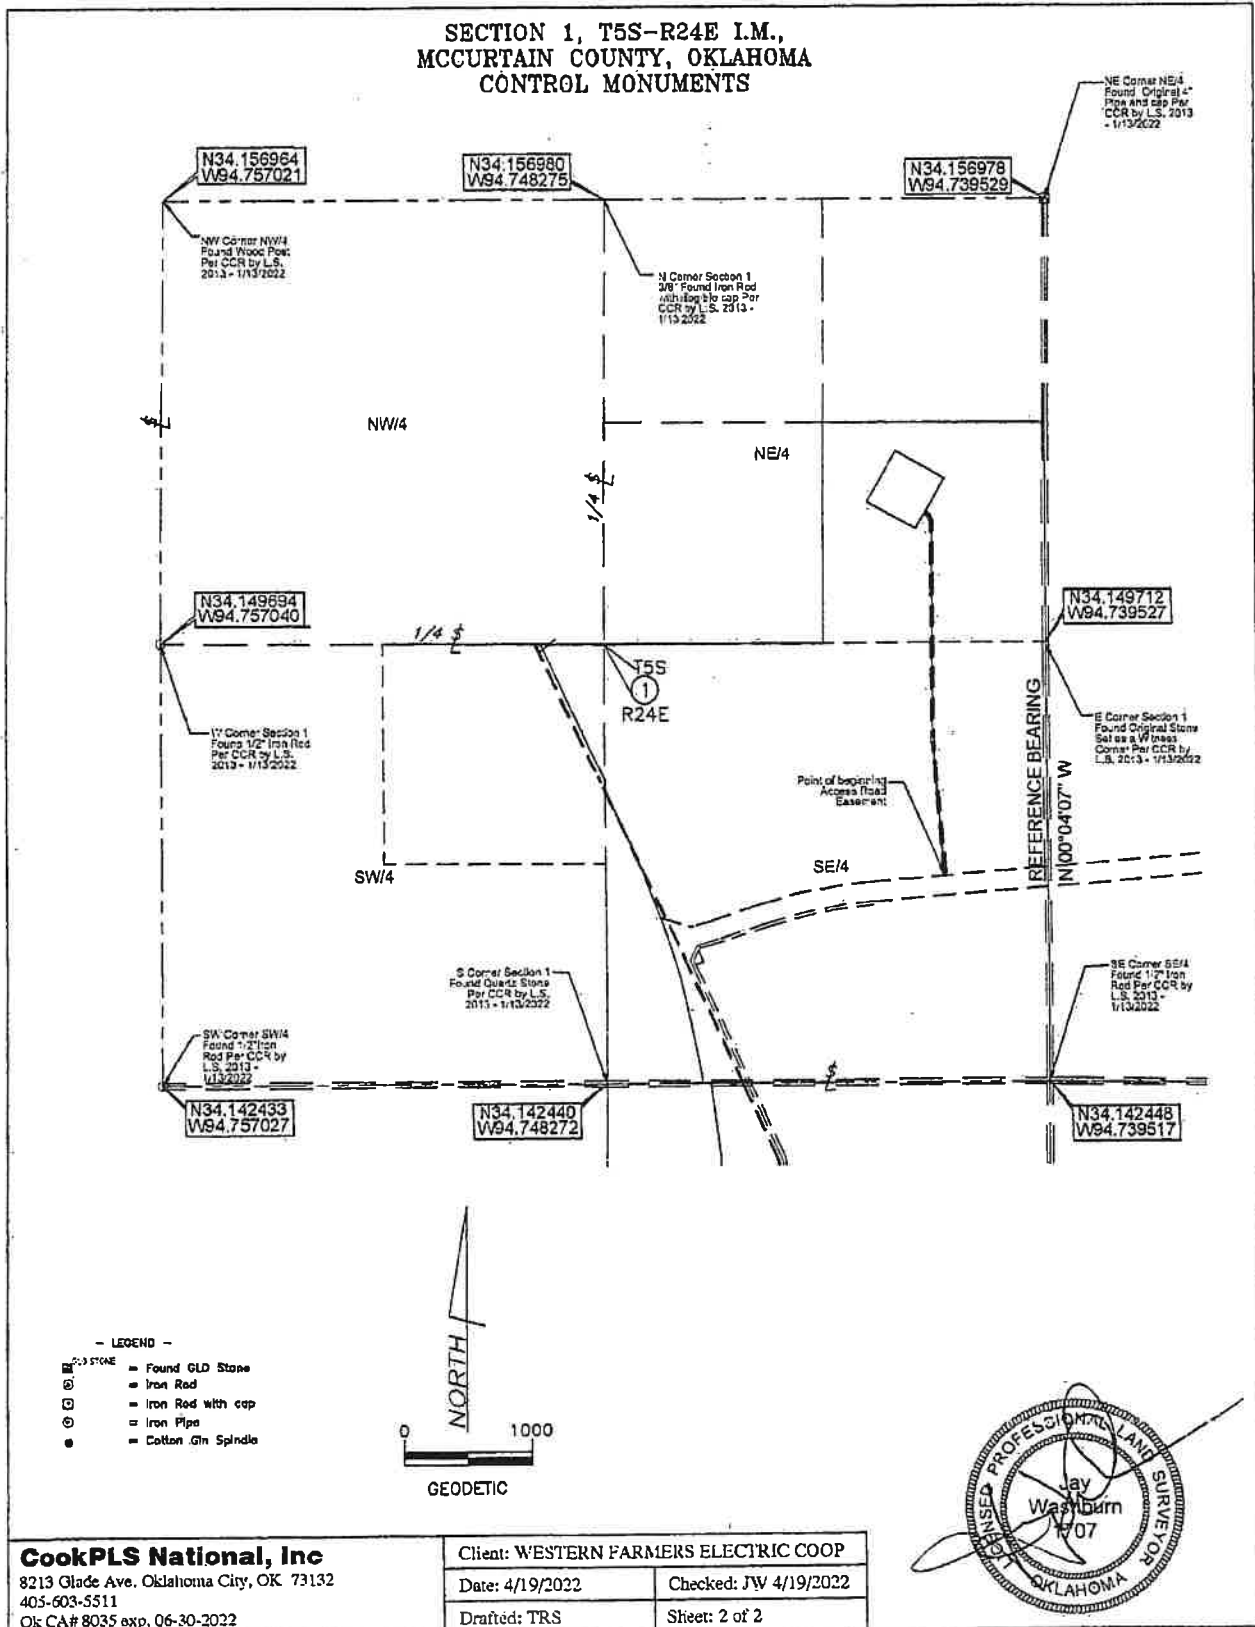 SECTION 1, T5S-R24E I.M.,
MCCURTAIN COUNTY, OKLAHOMA
CONTROL MONUMENTS
NE Corner NE/4
Found Original 4"
Pipe and cap Per
CCR by L.S. 2013
- 1/13/2022
N34.156964
W94.757021
N34.156980
W94.748275
N34.156978
W94.739529
NW Corner NW/4
Found Wood Post
Per CCR by L.S.
2013 - 1/13/2022
N Corner Section 1
3/8" Found Iron Rod
with illegible cap Per
CCR by L.S. 2013 -
1/13/2022
NW/4
NE/4
1/4
N34.149694
W94.757040
N34.149712
W94.739527
1/4
T5S
1
R24E
W Corner Section 1
Found 1/2" Iron Rod
Per CCR by L.S.
2013 - 1/13/2022
E Corner Section 1
Found Original Stone
Set as a Witness
Corner Per CCR by
L.S. 2013 - 1/13/2022
REFERENCE BEARING
N 00°04'07" W
Point of beginning
Access Road
Easement
SW/4
SE/4
S Corner Section 1
Found Quartz Stone
Per CCR by L.S.
2013 - 1/13/2022
SE Corner SE/4
Found 1/2" Iron
Rod Per CCR by
L.S. 2013 -
1/13/2022
SW Corner SW/4
Found 1/2" Iron
Rod Per CCR by
L.S. 2013 -
1/13/2022
N34.142433
W94.757027
N34.142440
W94.748272
N34.142448
W94.739517
NORTH
0 1000
GEODETIC
- LEGEND -
GLO STONE = Found GLO Stone
= Iron Rod
= Iron Rod with cap
= Iron Pipe
= Cotton Gin Spindle
LICENSED PROFESSIONAL LAND SURVEYOR
Jay
Washburn
1707
OKLAHOMA
CookPLS National, Inc
8213 Glade Ave. Oklahoma City, OK 73132
405-603-5511
Ok CA# 8035 exp. 06-30-2022
Client: WESTERN FARMERS ELECTRIC COOP
Date: 4/19/2022
Checked: JW 4/19/2022
Drafted: TRS
Sheet: 2 of 2